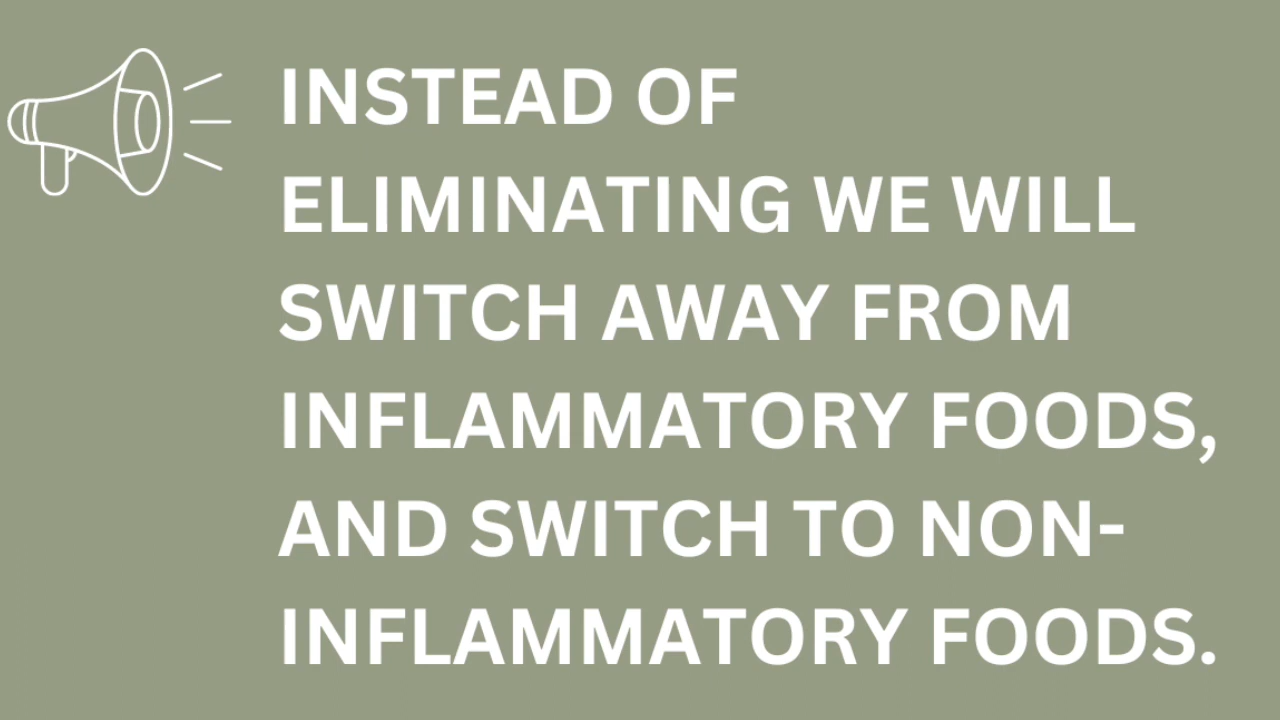 INSTEAD OF
ELIMINATING WE WILL
SWITCH AWAY FROM
INFLAMMATORY FOODS,
AND SWITCH TO NON-
INFLAMMATORY FOODS.